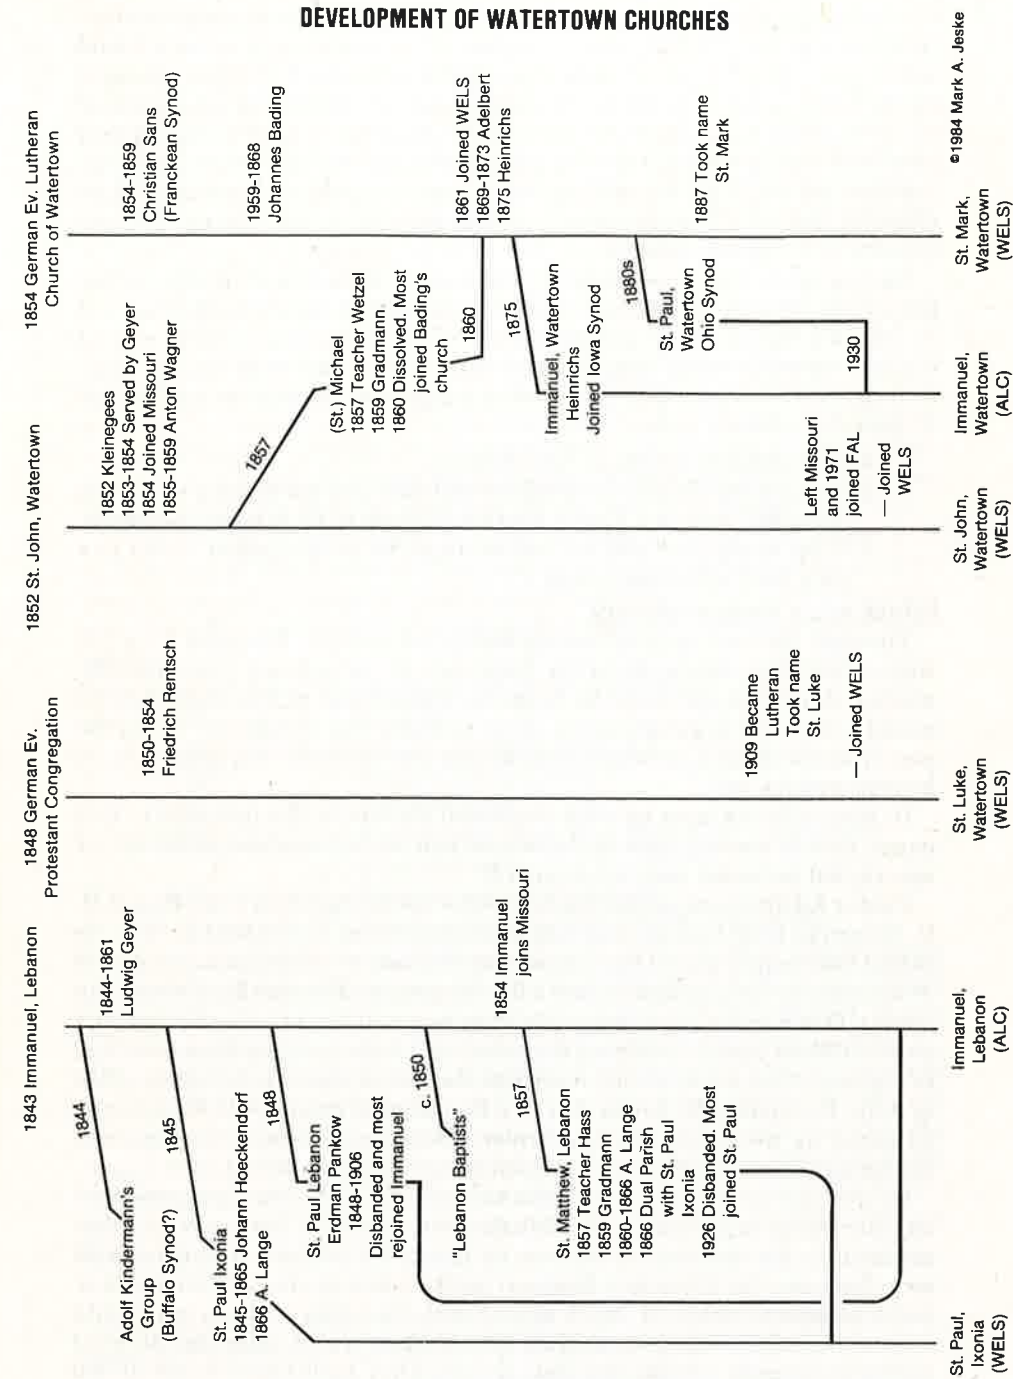 DEVELOPMENT OF WATERTOWN CHURCHES
1843 Immanuel, Lebanon
1844-1861
Ludwig Geyer
1844
Adolf Kindermann's
Group
(Buffalo Synod?)
1845
St. Paul Ixonia
1845-1865 Johann Hoeckendorf
1866 A. Lange
1848
St. Paul Lebanon
Erdman Pankow
1848-1906
Disbanded and most
rejoined Immanuel
c. 1850
"Lebanon Baptists"
1854 Immanuel
joins Missouri
1857
St. Matthew, Lebanon
1857 Teacher Hass
1859 Gradmann
1860-1866 A. Lange
1866 Dual Parish
with St. Paul
Ixonia
1926 Disbanded. Most
joined St. Paul
St. Paul,
Ixonia
(WELS)
Immanuel,
Lebanon
(ALC)
1848 German Ev.
Protestant Congregation
1850-1854
Friedrich Rentsch
1909 Became
Lutheran
Took name
St. Luke
— Joined WELS
St. Luke,
Watertown
(WELS)
1852 St. John, Watertown
1852 Kleinegees
1853-1854 Served by Geyer
1854 Joined Missouri
1855-1859 Anton Wagner
1857
(St.) Michael
1857 Teacher Wetzel
1859 Gradmann
1860 Dissolved. Most
joined Bading's
church
1860
Left Missouri
and 1971
joined FAL
— Joined
WELS
St. John,
Watertown
(WELS)
1854 German Ev. Lutheran
Church of Watertown
1854-1859
Christian Sans
(Franckean Synod)
1959-1868
Johannes Bading
1861 Joined WELS
1869-1873 Adelbert
1875 Heinrichs
1875
Immanuel, Watertown
Heinrichs
Joined Iowa Synod
1880s
St. Paul,
Watertown
Ohio Synod
1930
1887 Took name
St. Mark
Immanuel,
Watertown
(ALC)
St. Mark,
Watertown
(WELS)
©1984 Mark A. Jeske